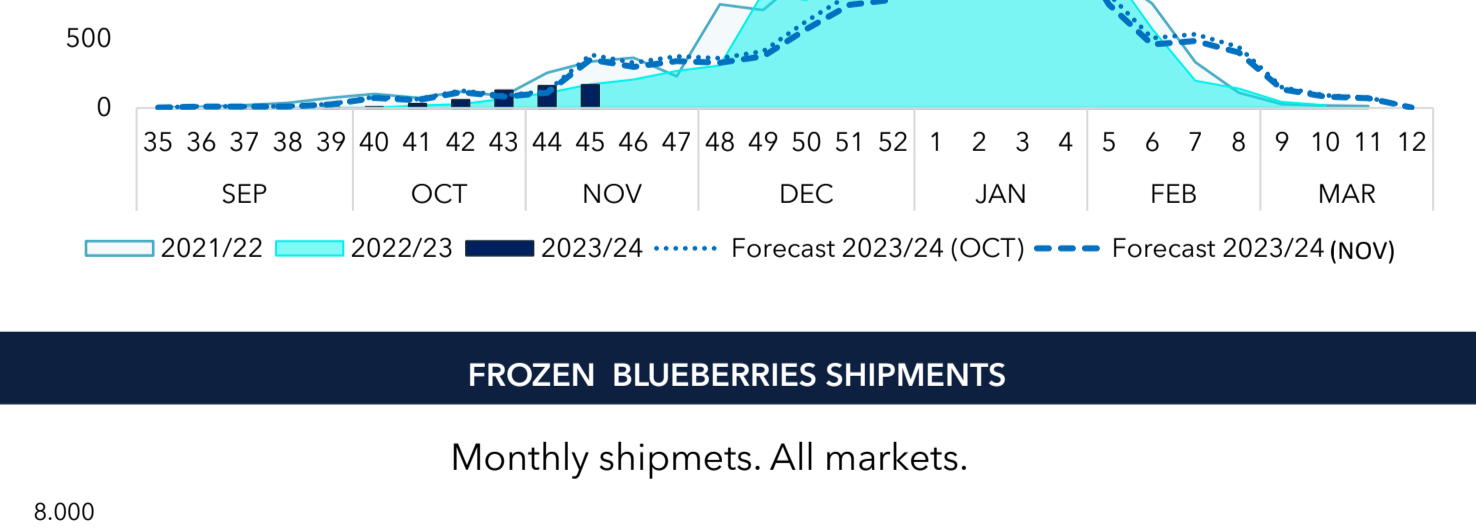 500
0
35 36 37 38 39 40 41 42 43 44 45 46 47 48 49 50 51 52 1 2 3 4 5 6 7 8 9 10 11 12
SEP OCT NOV DEC JAN FEB MAR
2021/22 2022/23 2023/24 Forecast 2023/24 (OCT) Forecast 2023/24 (NOV)
FROZEN BLUEBERRIES SHIPMENTS
Monthly shipmets. All markets.
8.000